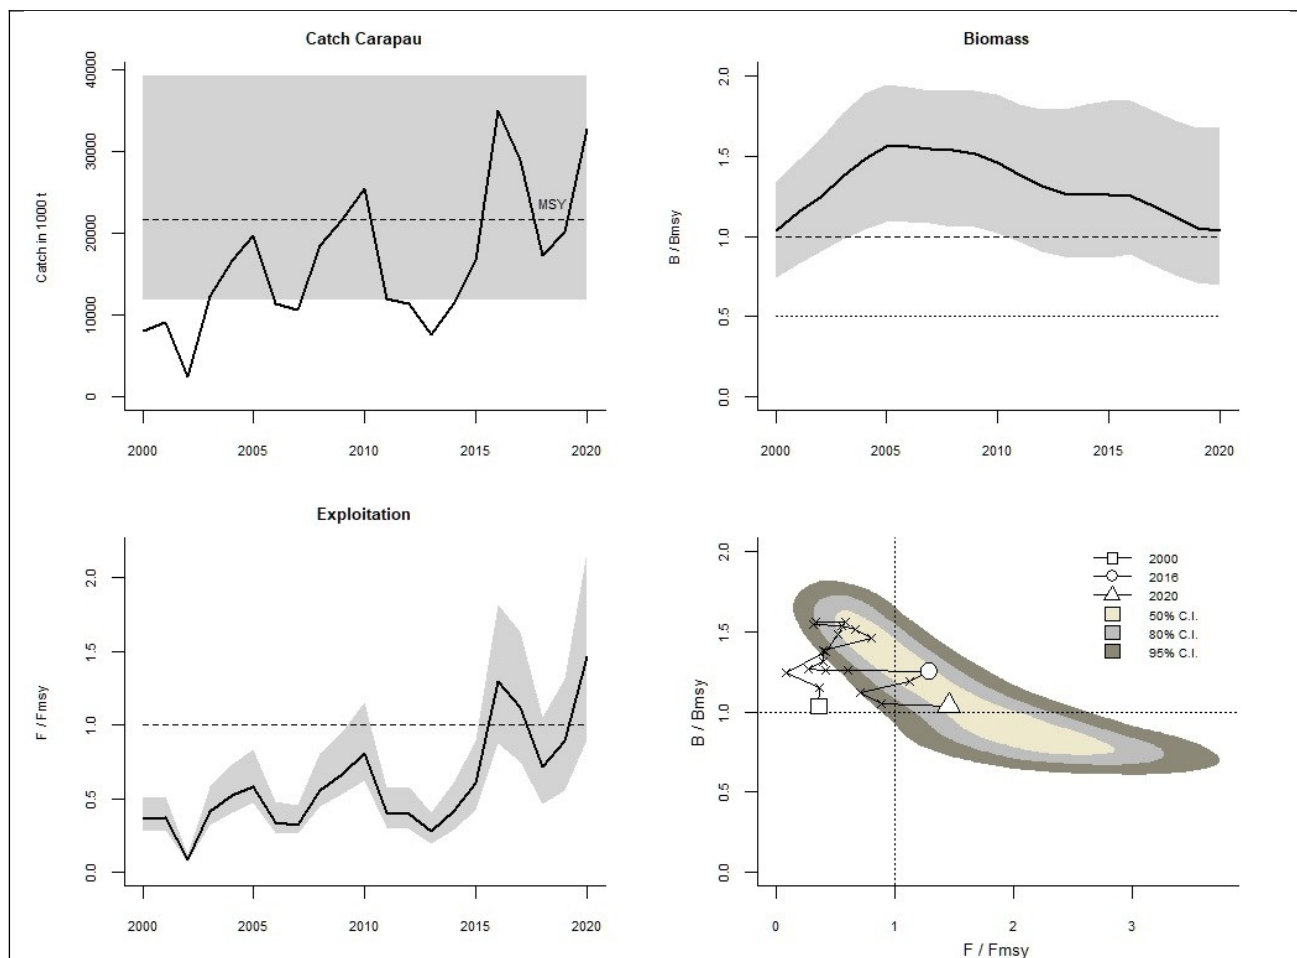 Catch Carapau
Catch in 1000 t
40000
30000
20000
10000
0
MSY
2000 2005 2010 2015 2020
Biomass
B / Bmsy
2.0
1.5
1.0
0.5
0.0
2000 2005 2010 2015 2020
Exploitation
F / Fmsy
2.0
1.5
1.0
0.5
0.0
2000 2005 2010 2015 2020
B / Bmsy
2.0
1.5
1.0
0.5
0.0
2000
2016
2020
50% C.I.
80% C.I.
95% C.I.
0 1 2 3
F / Fmsy